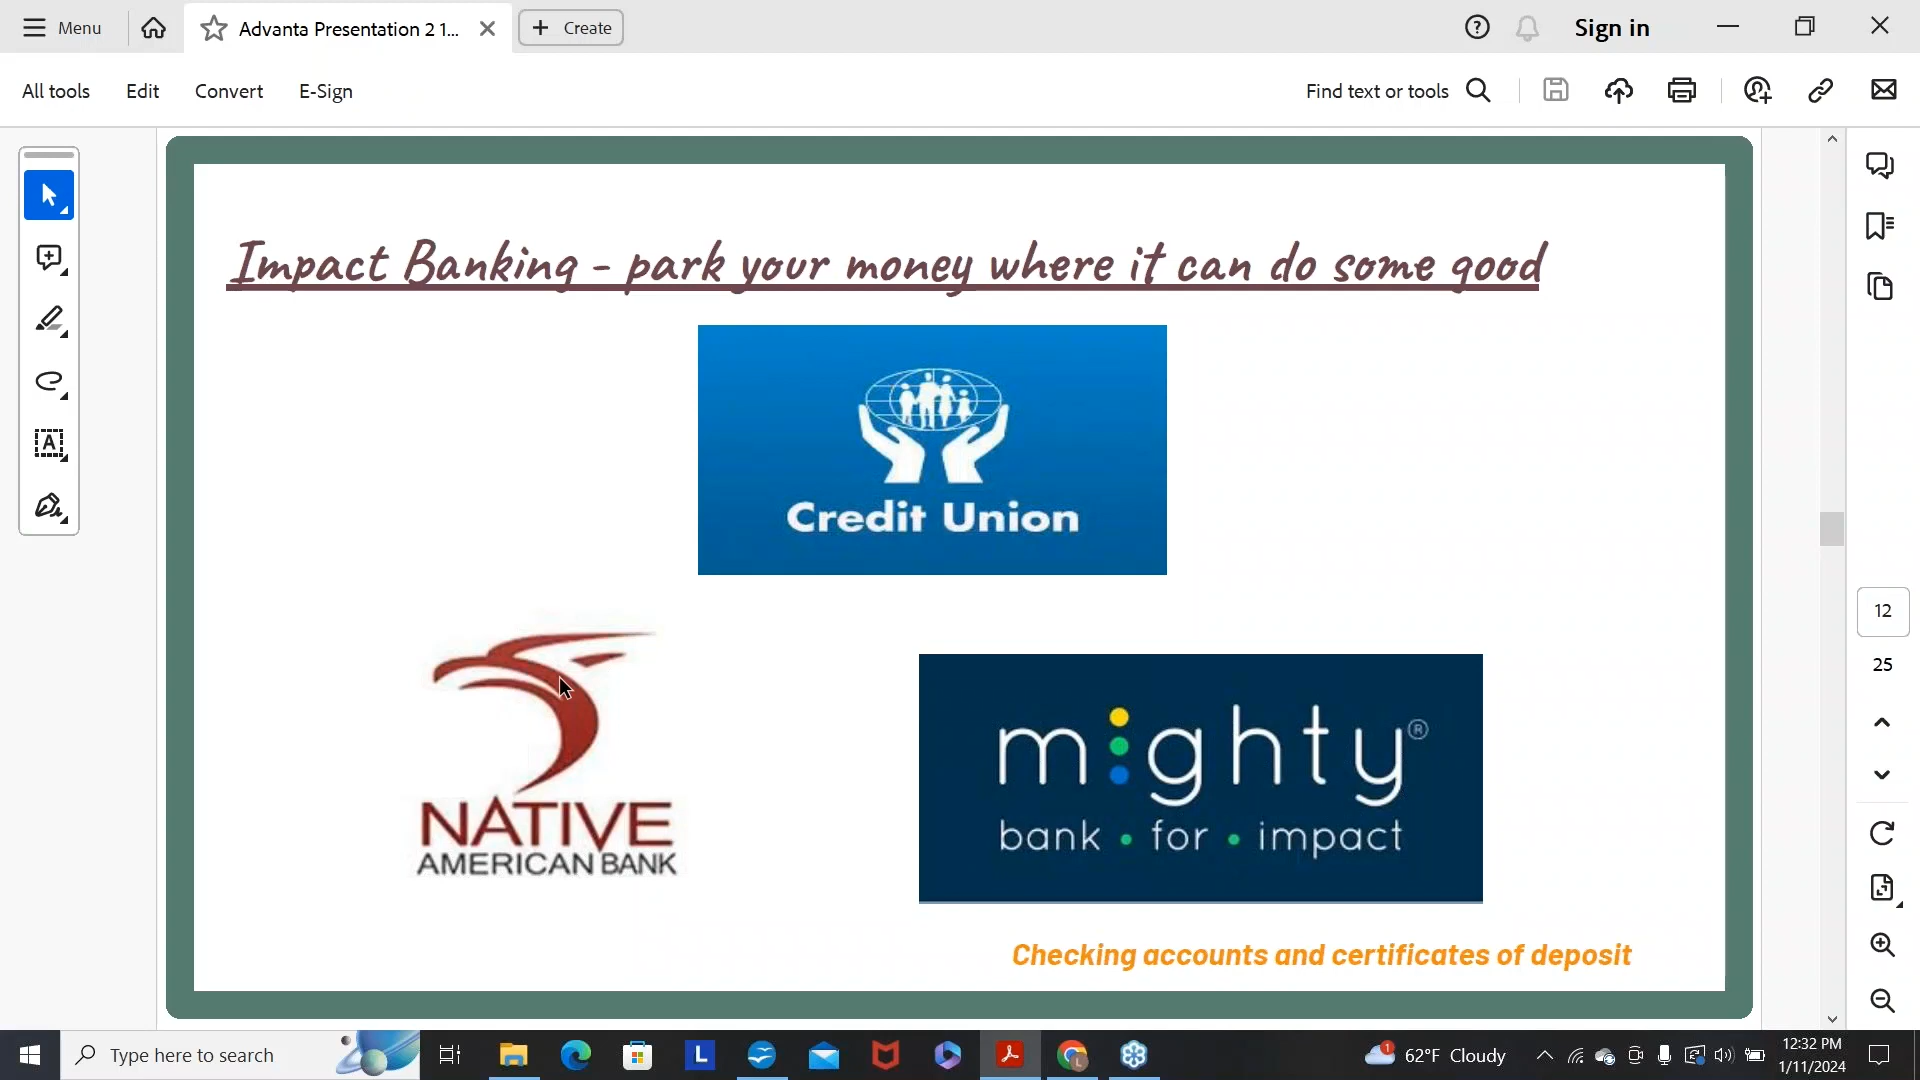 Menu
Advanta Presentation 2 1...
Create
Sign in
All tools
Edit
Convert
E-Sign
Find text or tools
Impact Banking - park your money where it can do some good
Credit Union
NATIVE
AMERICAN BANK
mighty®
bank • for • impact
Checking accounts and certificates of deposit
12
25
Type here to search
L
1
62°F Cloudy
12:32 PM
1/11/2024